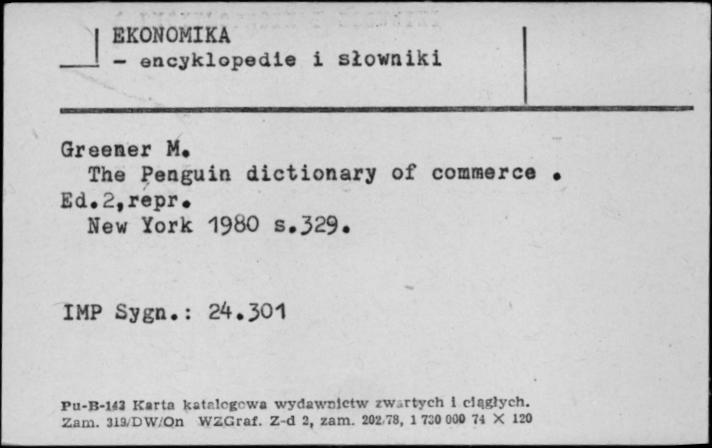 EKONOMIKA
- encyklopedie i słowniki
Greener M.
The Penguin dictionary of commerce .
Ed.2,repr.
New York 1980 s.329.
IMP Sygn.: 24.301
Pu-B-143 Karta katalogowa wydawnictw zwartych i ciągłych.
Zam. 319/DW/On WZGraf. Z-d 2, zam. 202/78, 1 730 000 74 X 120